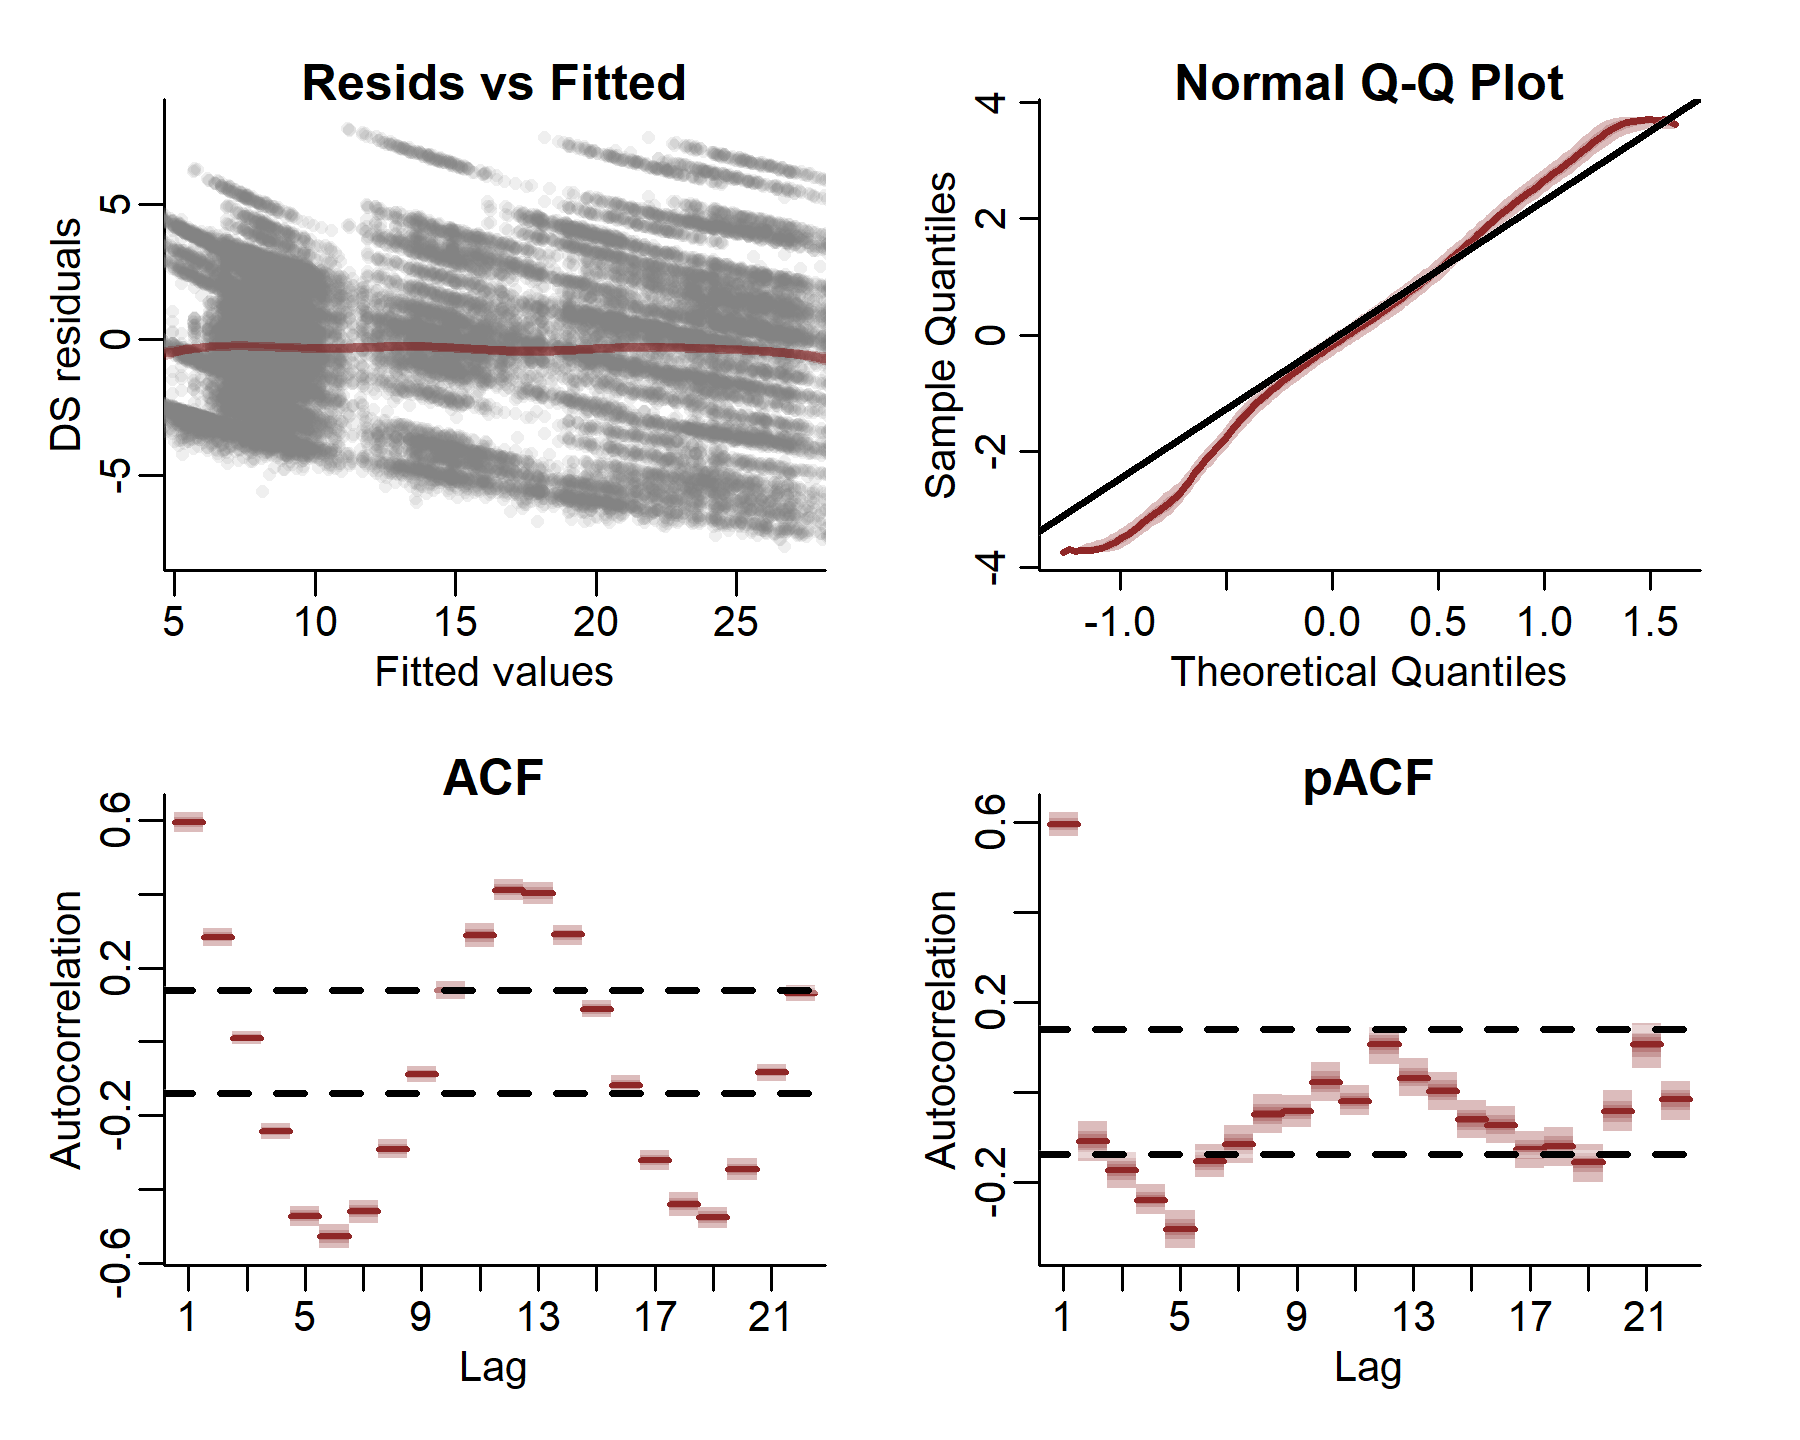 Resids vs Fitted
DS residuals
5
0
-5
5 10 15 20 25
Fitted values
Normal Q-Q Plot
Sample Quantiles
4
2
0
-2
-4
-1.0 0.0 0.5 1.0 1.5
Theoretical Quantiles
ACF
Autocorrelation
0.6
0.2
-0.2
-0.6
1 5 9 13 17 21
Lag
pACF
Autocorrelation
0.6
0.2
-0.2
1 5 9 13 17 21
Lag